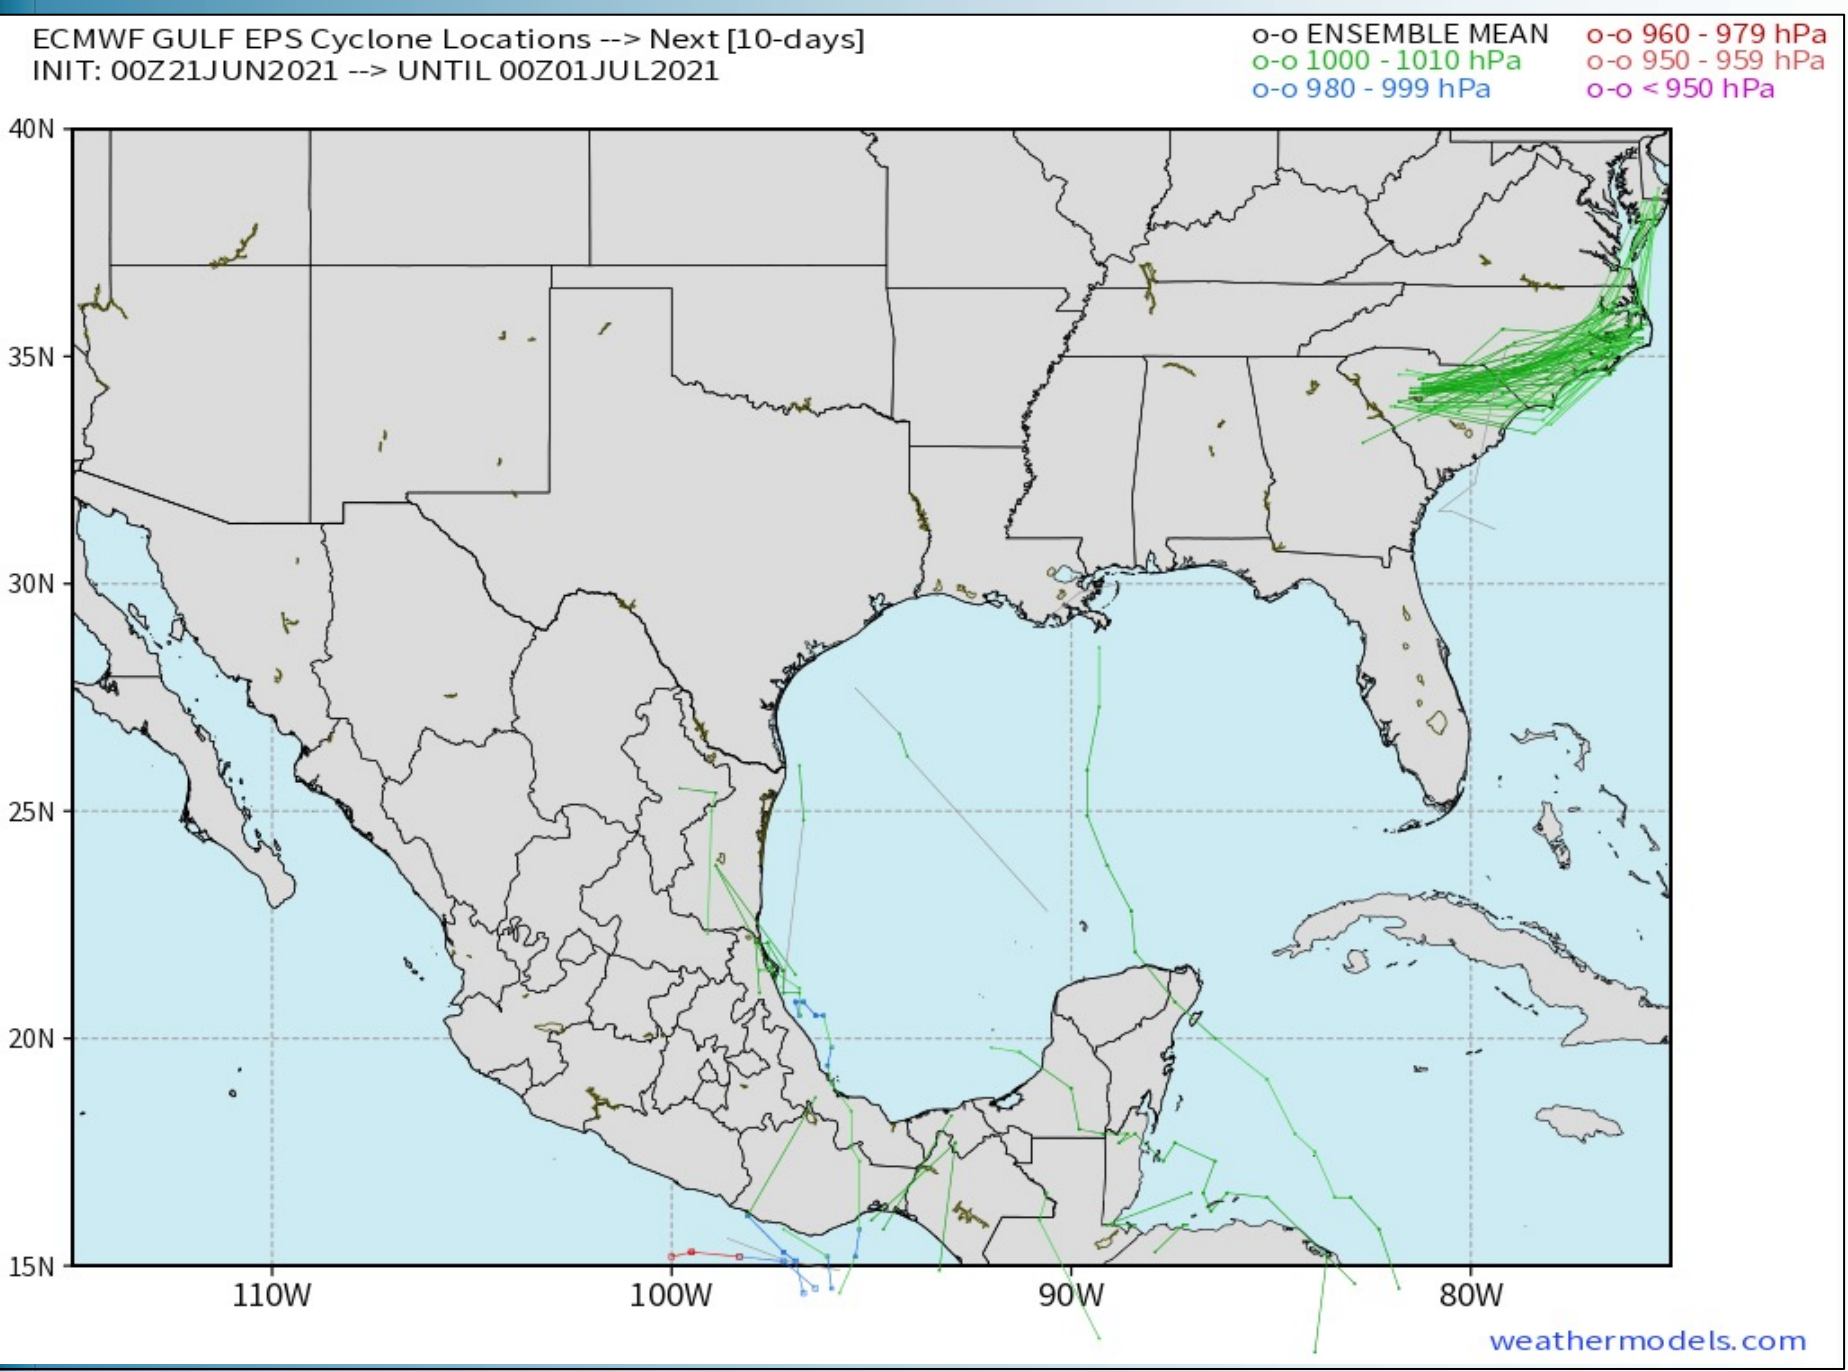 ECMWF GULF EPS Cyclone Locations --> Next [10-days]
INIT: 00Z21JUN2021 --> UNTIL 00Z01JUL2021
o-o ENSEMBLE MEAN
o-o 1000 - 1010 hPa
o-o 980 - 999 hPa
o-o 960 - 979 hPa
o-o 950 - 959 hPa
o-o < 950 hPa
40N
35N
30N
25N
20N
15N
110W
100W
90W
80W
weathermodels.com